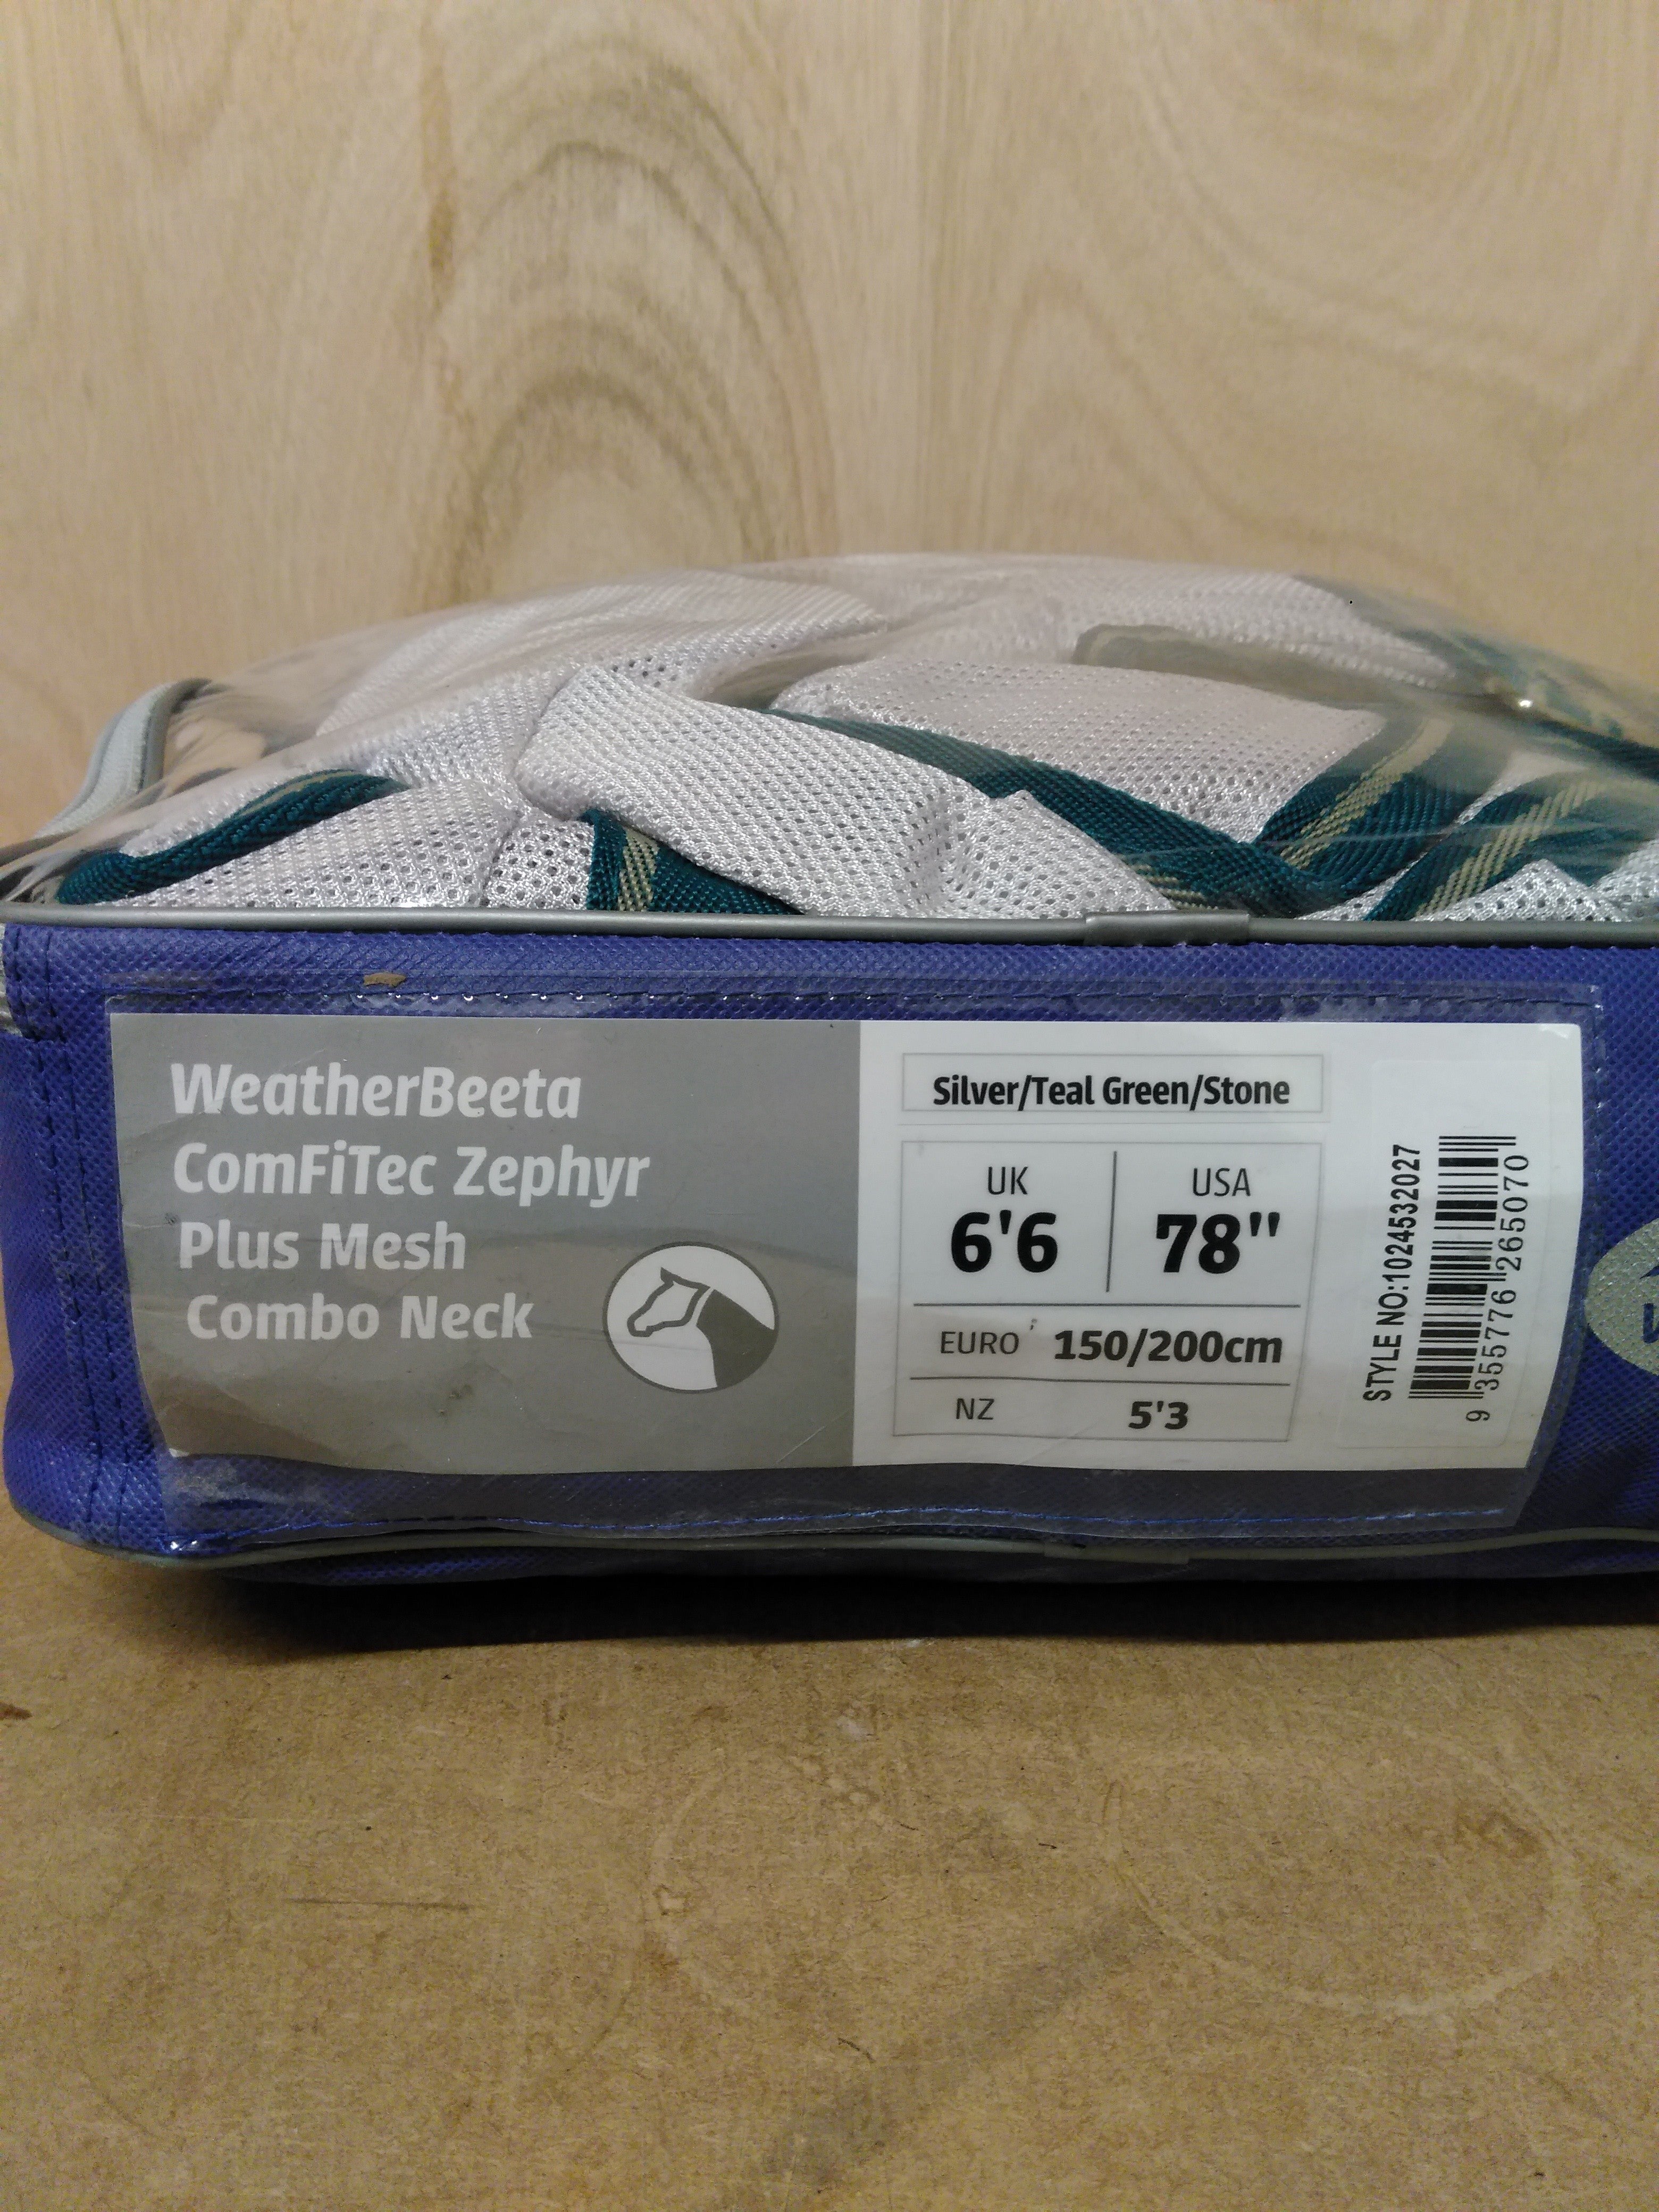 WeatherBeeta
ComFiTec Zephyr
Plus Mesh
Combo Neck
Silver/Teal Green/Stone
UK
6'6
USA
78"
EURO 150/200cm
NZ 5'3
STYLE NO:1024532027
9 355776 265070